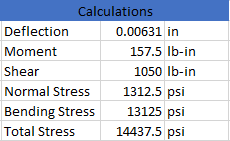 Calculations
Deflection 0.00631 in
Moment 157.5 lb-in
Shear 1050 lb-in
Normal Stress 1312.5 psi
Bending Stress 13125 psi
Total Stress 14437.5 psi